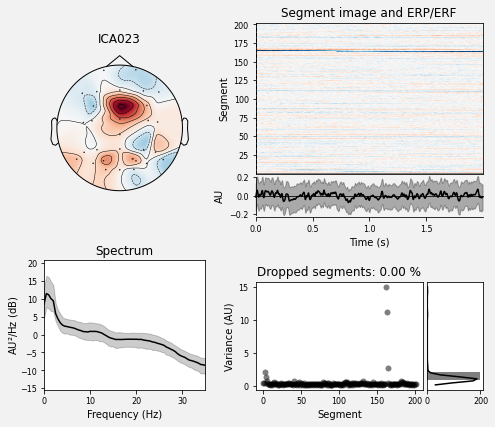 ICA023
Segment image and ERP/ERF
Segment
200
175
150
125
100
75
50
25
AU
0.2
0.0
−0.2
0.0 0.5 1.0 1.5
Time (s)
Spectrum
AU²/Hz (dB)
20
15
10
5
0
−5
−10
−15
0 10 20 30
Frequency (Hz)
Dropped segments: 0.00 %
Variance (AU)
15
10
5
0
0 50 100 150 200
Segment
0 200